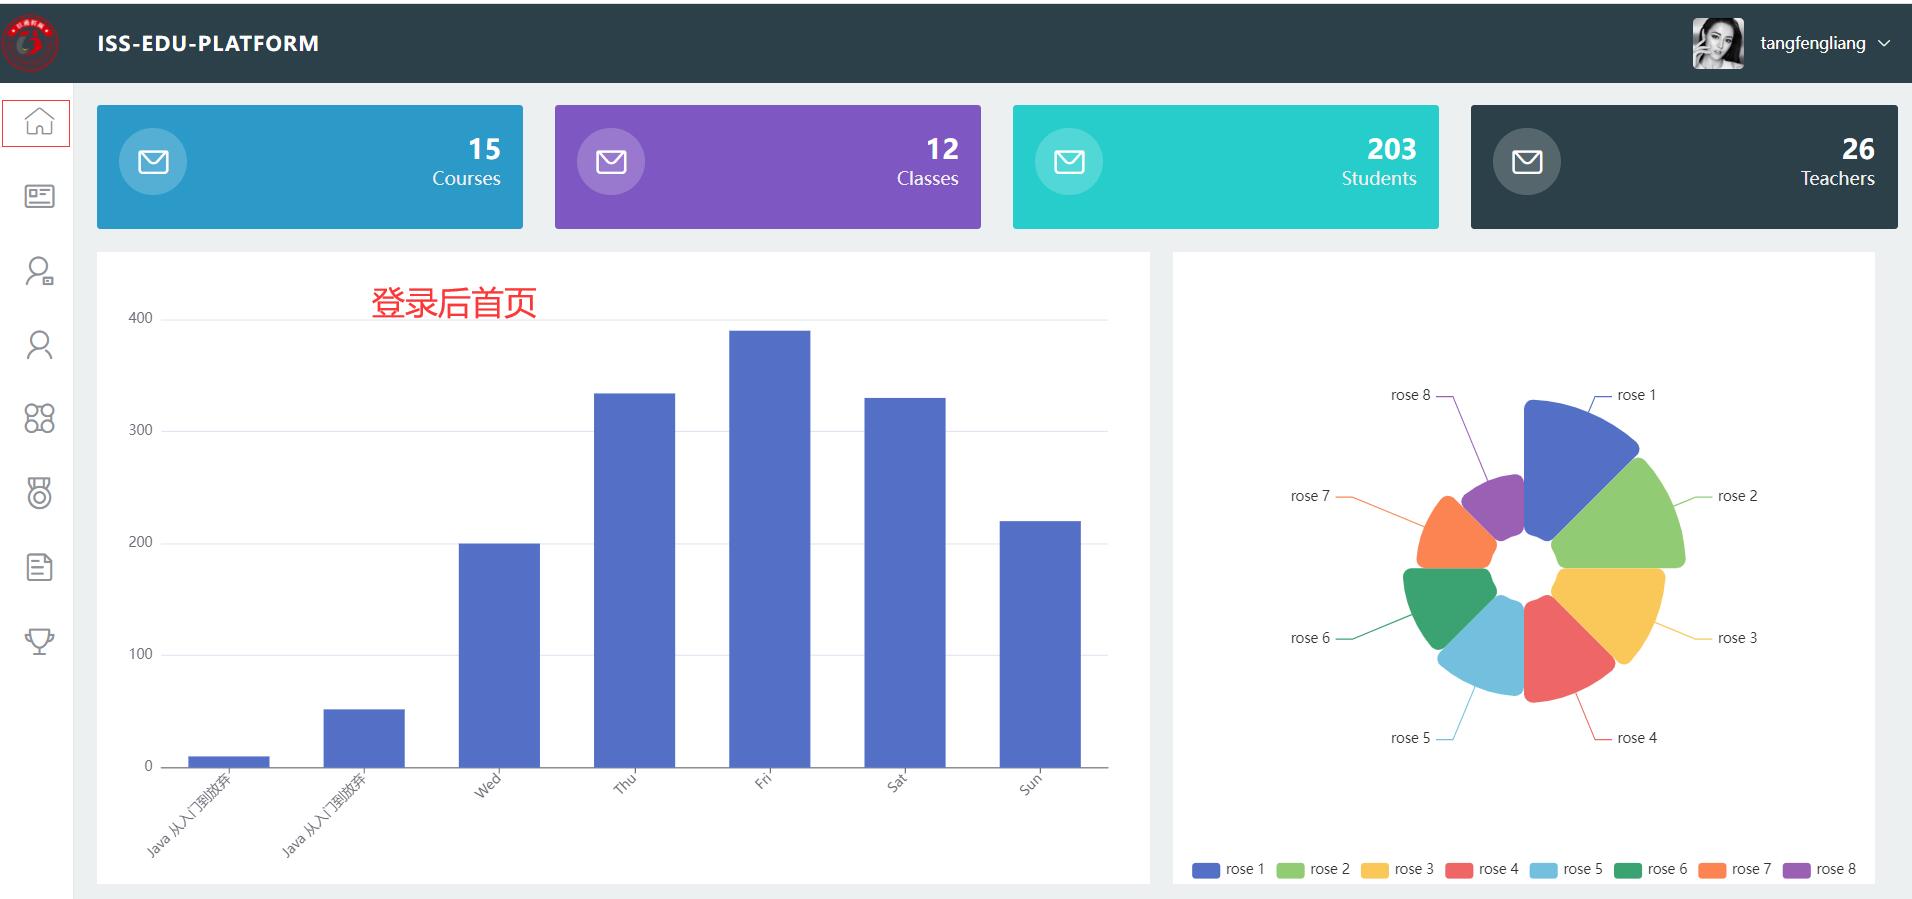 ISS-EDU-PLATFORM
tangfengliang
15
Courses
12
Classes
203
Students
26
Teachers
登录后首页
400
300
200
100
0
Java 从入门到放弃
Java 从入门到放弃
Wed
Thu
Fri
Sat
Sun
rose 8
rose 1
rose 7
rose 2
rose 6
rose 3
rose 5
rose 4
rose 1 rose 2 rose 3 rose 4 rose 5 rose 6 rose 7 rose 8